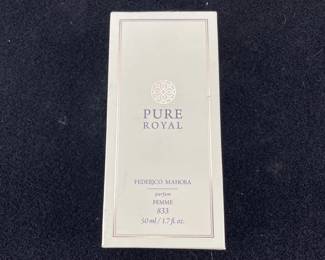 PURE
ROYAL
FEDERICO MAHORA
parfum
FEMME
833
50 ml / 1.7 fl. oz.